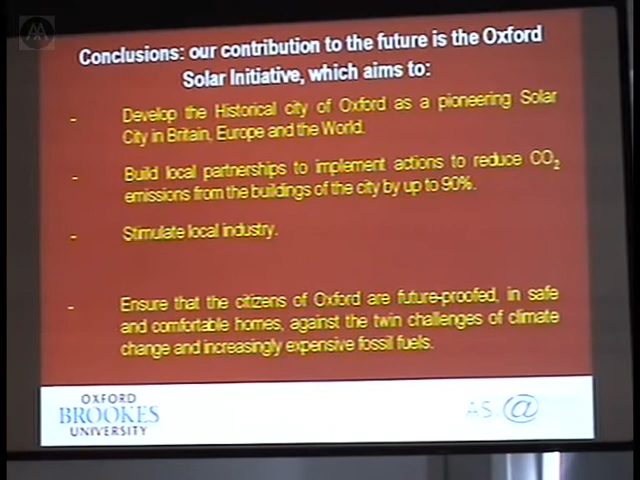 Conclusions: our contribution to the future is the Oxford
Solar Initiative, which aims to:
- Develop the Historical city of Oxford as a pioneering Solar
City in Britain, Europe and the World.
- Build local partnerships to implement actions to reduce CO₂
emissions from the buildings of the city by up to 90%.
- Stimulate local industry.
- Ensure that the citizens of Oxford are future-proofed, in safe
and comfortable homes, against the twin challenges of climate
change and increasingly expensive fossil fuels.
OXFORD
BROOKES
UNIVERSITY
AS @